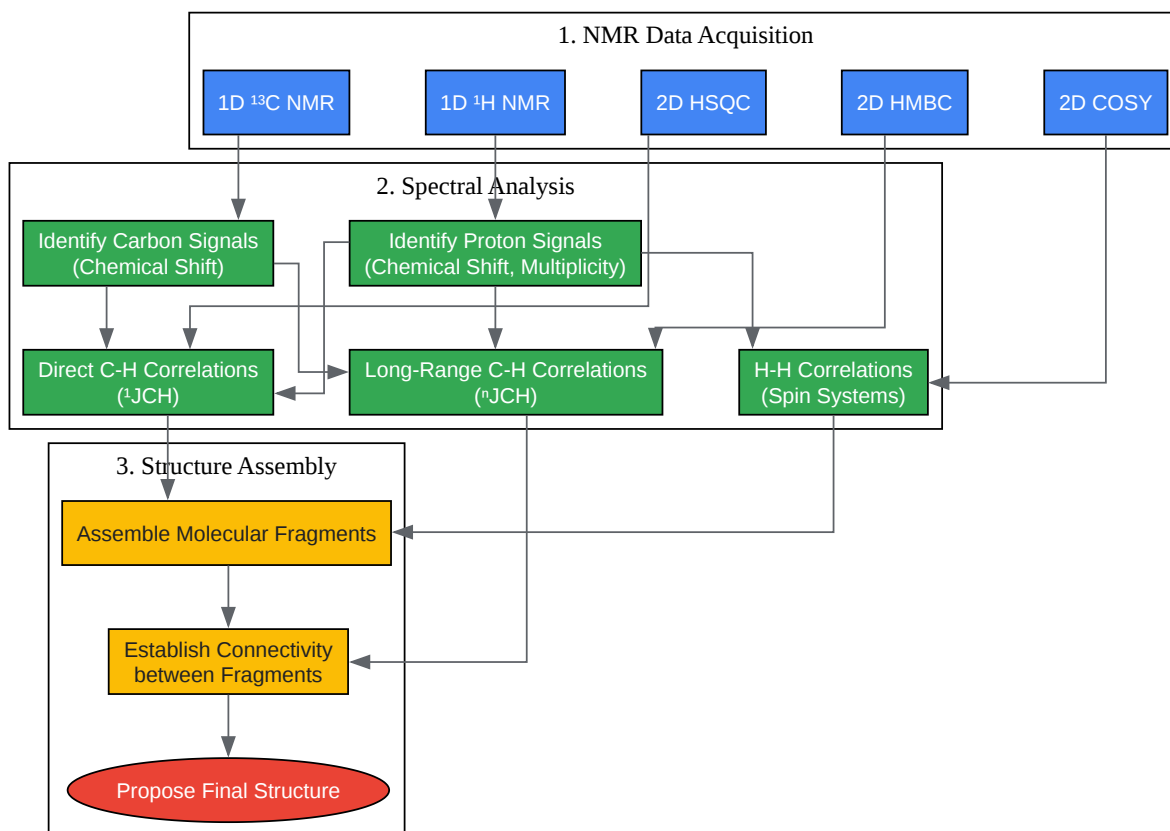 1. NMR Data Acquisition
1D ¹³C NMR
1D ¹H NMR
2D HSQC
2D HMBC
2D COSY
2. Spectral Analysis
Identify Carbon Signals
(Chemical Shift)
Identify Proton Signals
(Chemical Shift, Multiplicity)
Direct C-H Correlations
(¹JCH)
Long-Range C-H Correlations
(ⁿJCH)
H-H Correlations
(Spin Systems)
3. Structure Assembly
Assemble Molecular Fragments
Establish Connectivity
between Fragments
Propose Final Structure